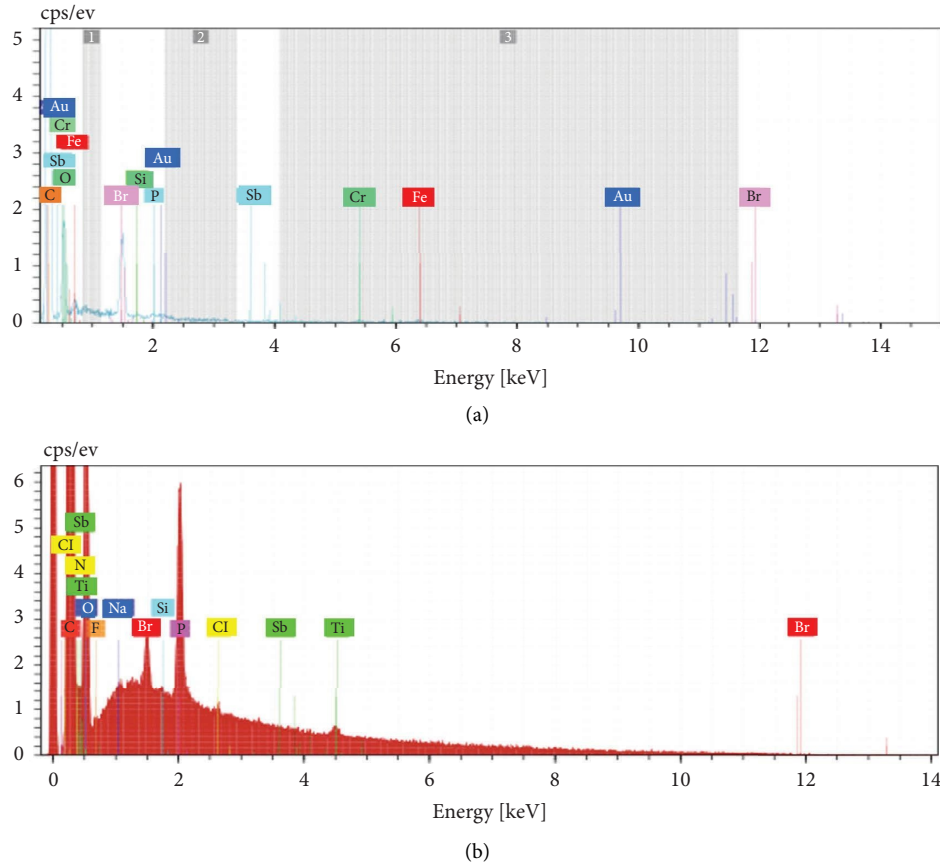 cps/ev
5
4
3
2
1
0
1
2
3
Au
Cr
Fe
Sb
O
C
Br
Si
P
Au
Sb
Cr
Fe
Au
Br
2 4 6 8 10 12 14
Energy [keV]
(a)
cps/ev
6
5
4
3
2
1
0
Sb
CI
N
Ti
O
C
F
Na
Br
Si
P
CI
Sb
Ti
Br
0 2 4 6 8 10 12 14
Energy [keV]
(b)